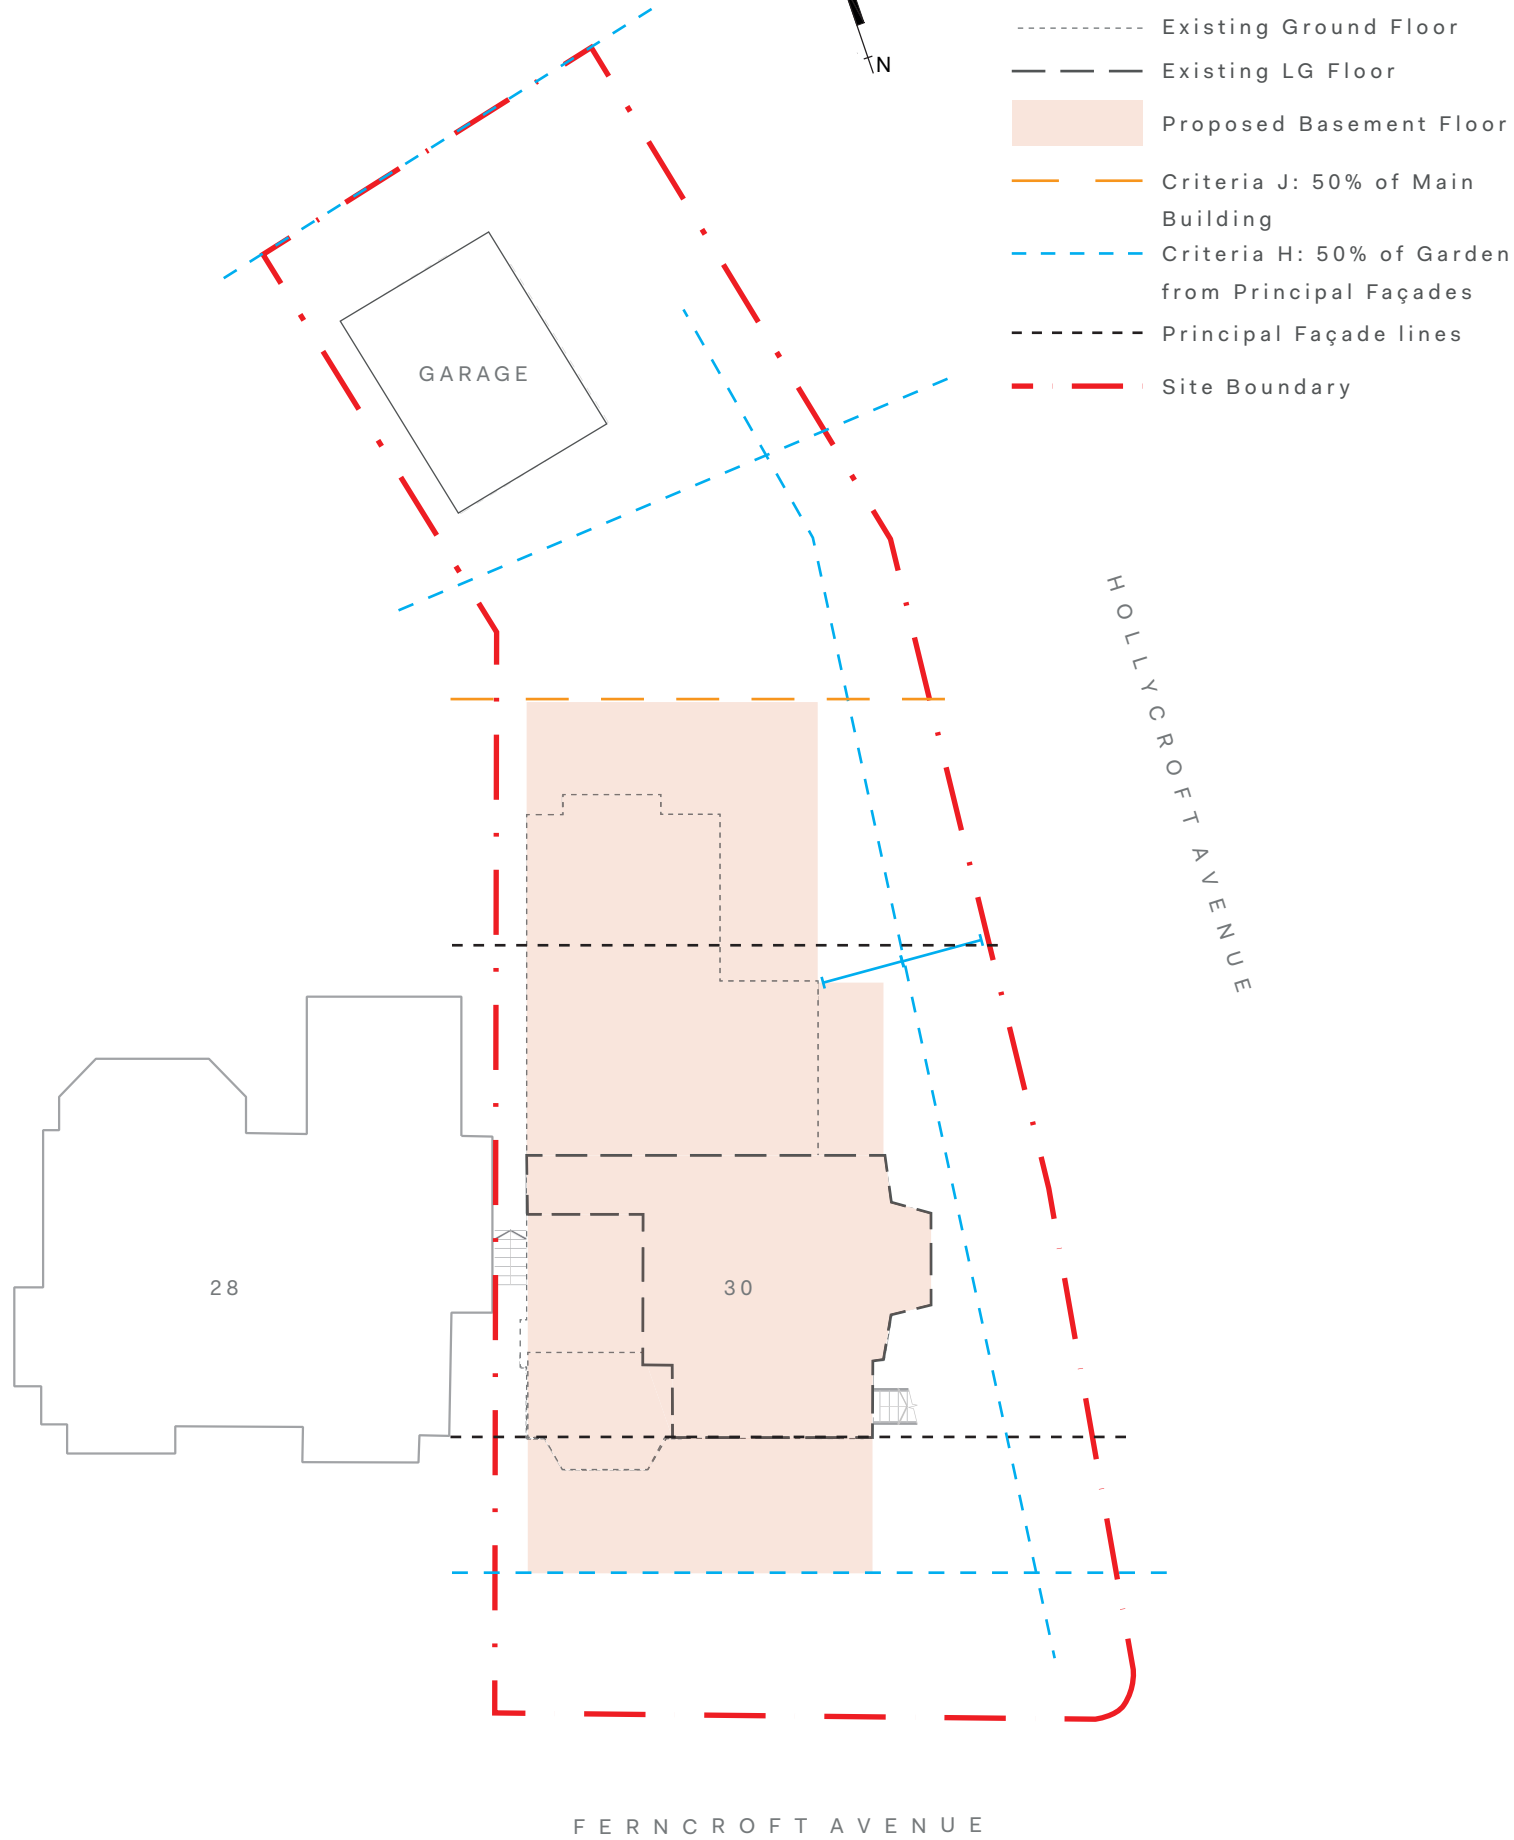 N
Existing Ground Floor
Existing LG Floor
Proposed Basement Floor
Criteria J: 50% of Main
Building
Criteria H: 50% of Garden
from Principal Façades
Principal Façade lines
Site Boundary
GARAGE
HOLLYCROFT AVENUE
28
30
FERNCROFT AVENUE